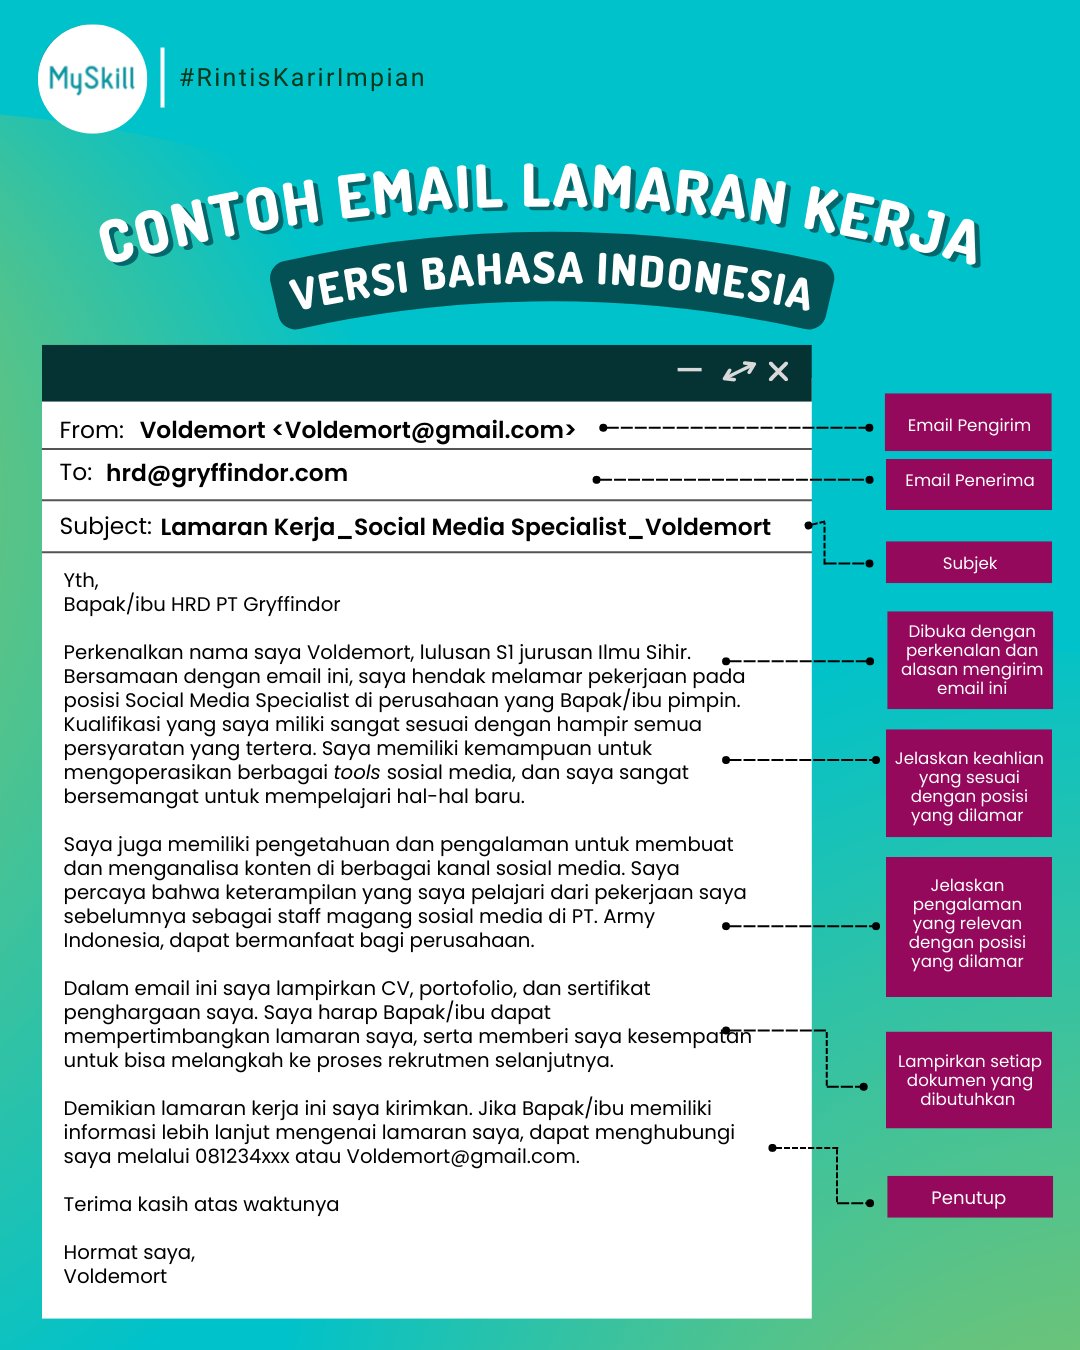 MySkill
#RintisKarirImpian
CONTOH EMAIL LAMARAN KERJA
VERSI BAHASA INDONESIA
From: Voldemort <Voldemort@gmail.com>
Email Pengirim
To: hrd@gryffindor.com
Email Penerima
Subject: Lamaran Kerja_Social Media Specialist_Voldemort
Subjek
Yth,
Bapak/ibu HRD PT Gryffindor
Perkenalkan nama saya Voldemort, lulusan S1 jurusan Ilmu Sihir.
Bersamaan dengan email ini, saya hendak melamar pekerjaan pada
posisi Social Media Specialist di perusahaan yang Bapak/ibu pimpin.
Kualifikasi yang saya miliki sangat sesuai dengan hampir semua
persyaratan yang tertera. Saya memiliki kemampuan untuk
mengoperasikan berbagai tools sosial media, dan saya sangat
bersemangat untuk mempelajari hal-hal baru.
Dibuka dengan
perkenalan dan
alasan mengirim
email ini
Jelaskan keahlian
yang sesuai
dengan posisi
yang dilamar
Saya juga memiliki pengetahuan dan pengalaman untuk membuat
dan menganalisa konten di berbagai kanal sosial media. Saya
percaya bahwa keterampilan yang saya pelajari dari pekerjaan saya
sebelumnya sebagai staff magang sosial media di PT. Army
Indonesia, dapat bermanfaat bagi perusahaan.
Jelaskan
pengalaman
yang relevan
dengan posisi
yang dilamar
Dalam email ini saya lampirkan CV, portofolio, dan sertifikat
penghargaan saya. Saya harap Bapak/ibu dapat
mempertimbangkan lamaran saya, serta memberi saya kesempatan
untuk bisa melangkah ke proses rekrutmen selanjutnya.
Lampirkan setiap
dokumen yang
dibutuhkan
Demikian lamaran kerja ini saya kirimkan. Jika Bapak/ibu memiliki
informasi lebih lanjut mengenai lamaran saya, dapat menghubungi
saya melalui 081234xxx atau Voldemort@gmail.com.
Penutup
Terima kasih atas waktunya
Hormat saya,
Voldemort